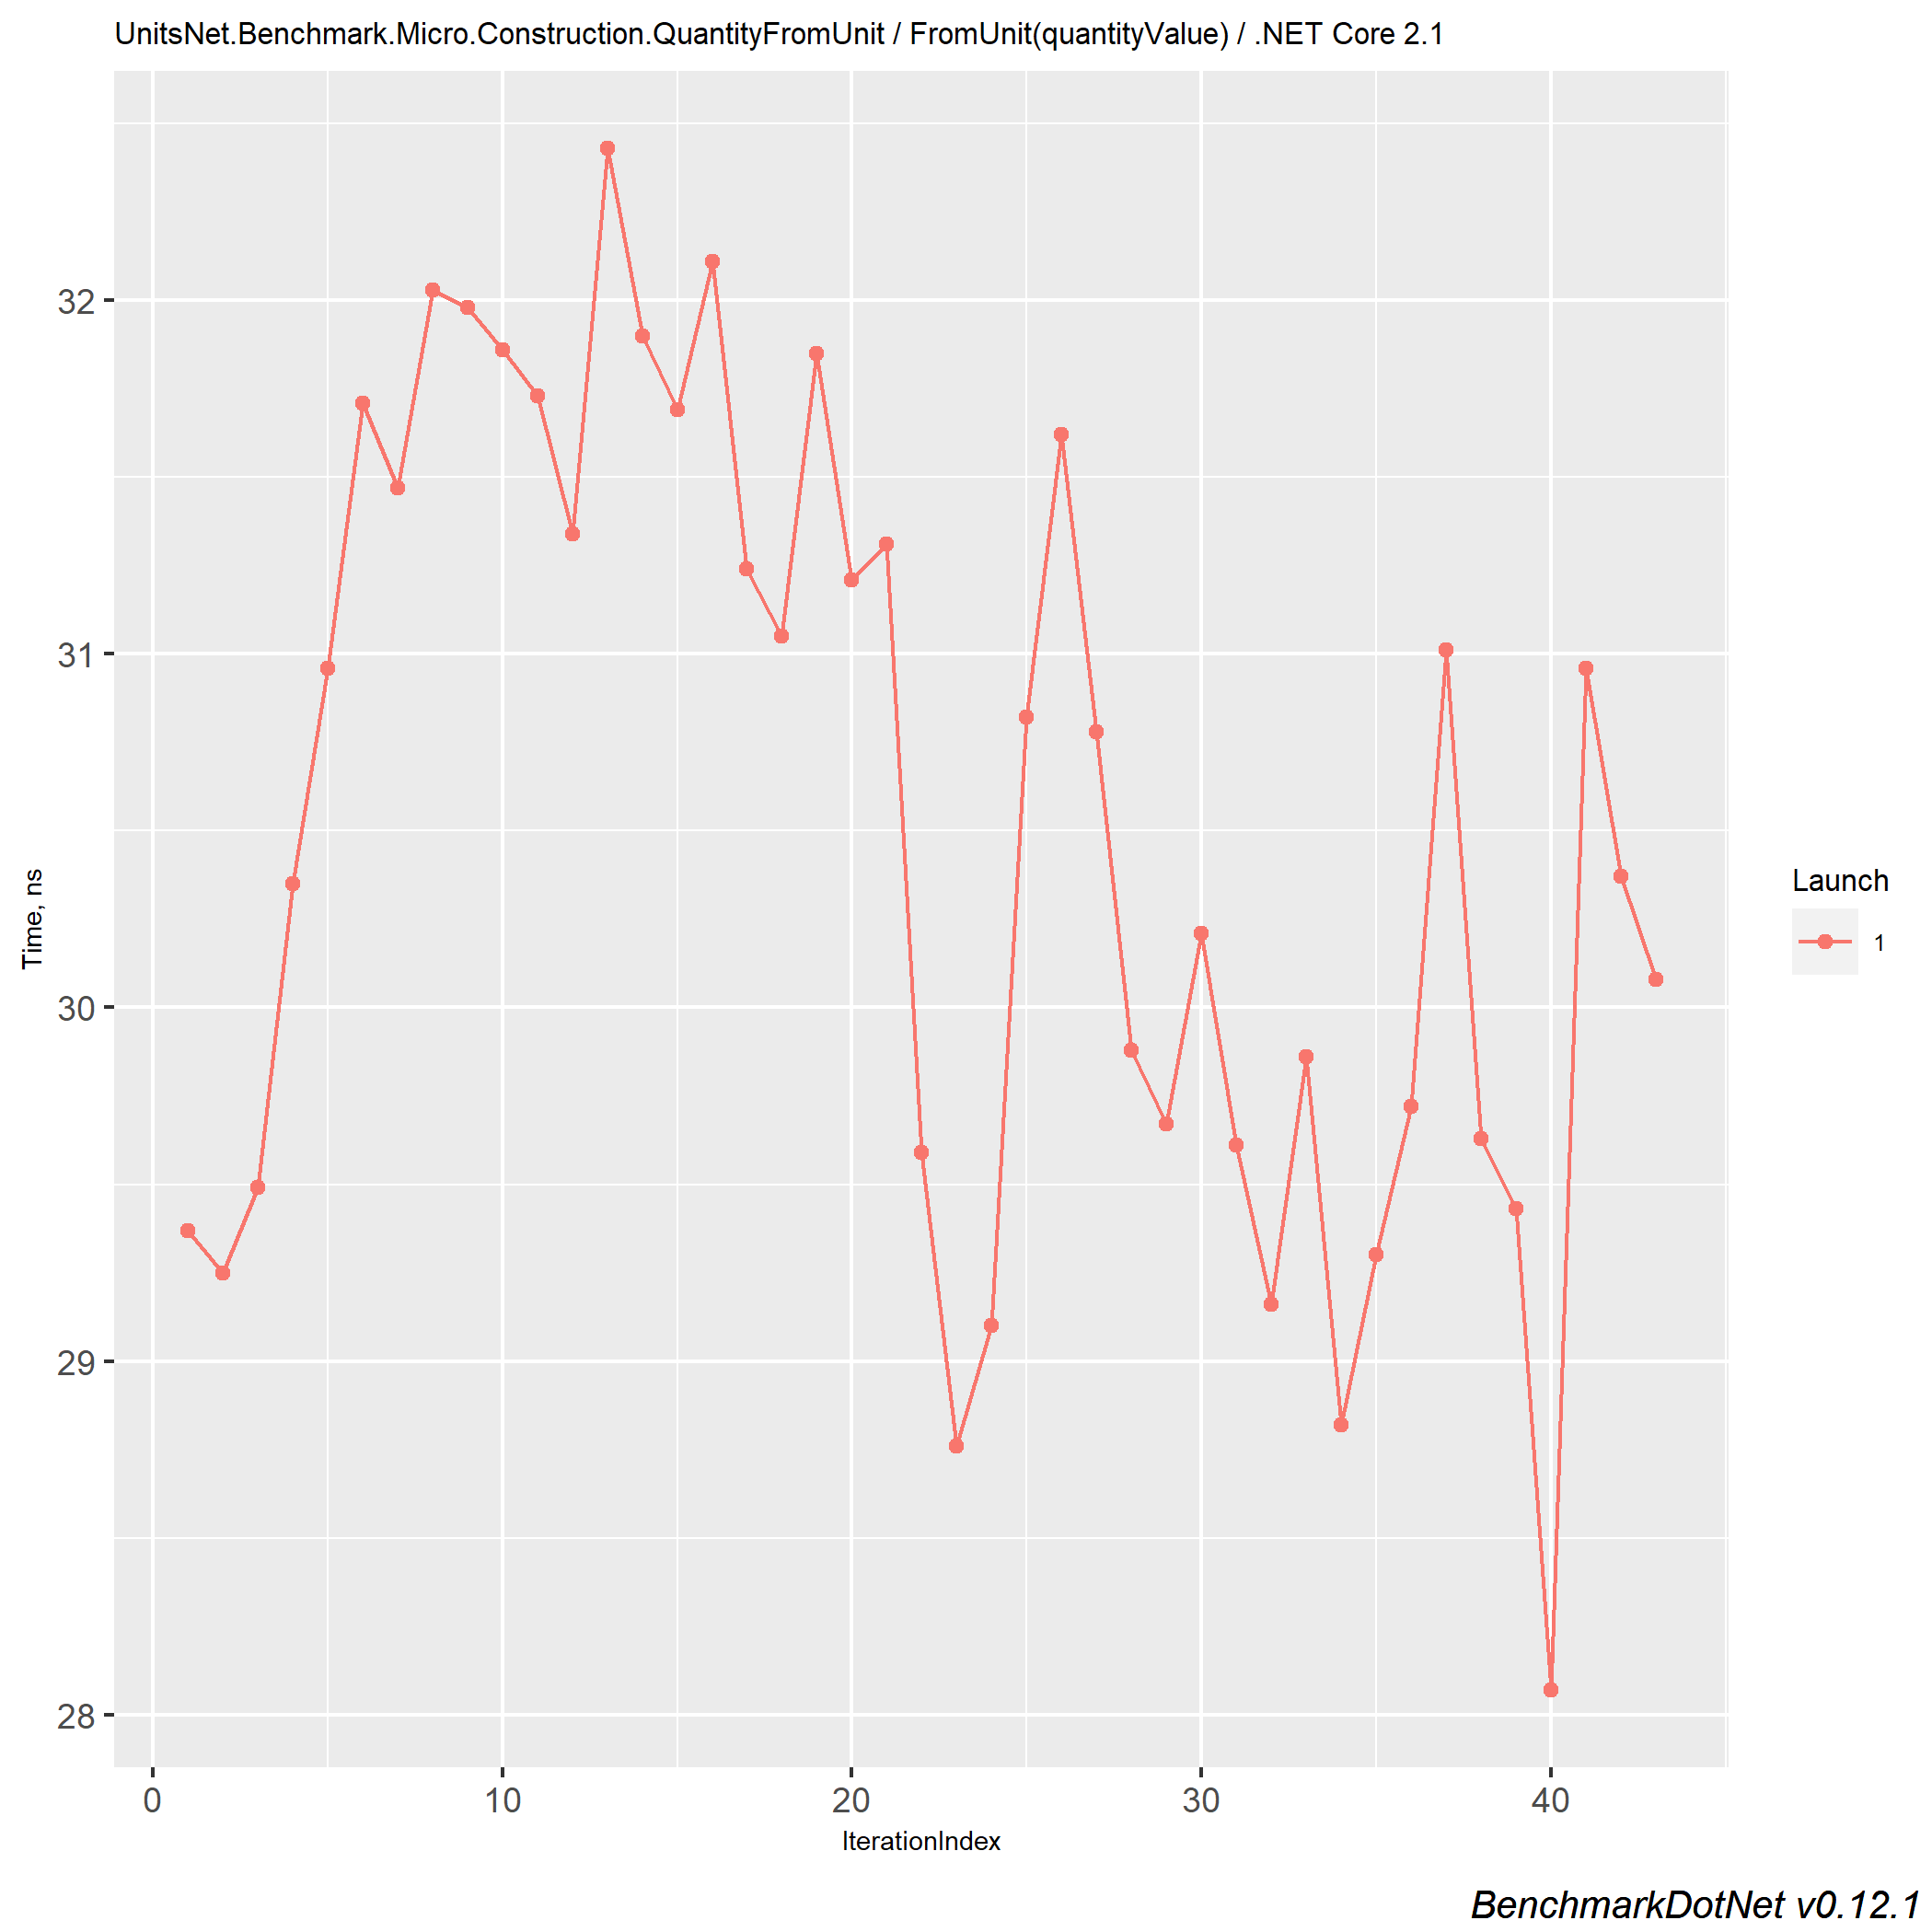 UnitsNet.Benchmark.Micro.Construction.QuantityFromUnit / FromUnit(quantityValue) / .NET Core 2.1
32
31
30
29
28
Time, ns
0 10 20 30 40
IterationIndex
Launch
1
BenchmarkDotNet v0.12.1